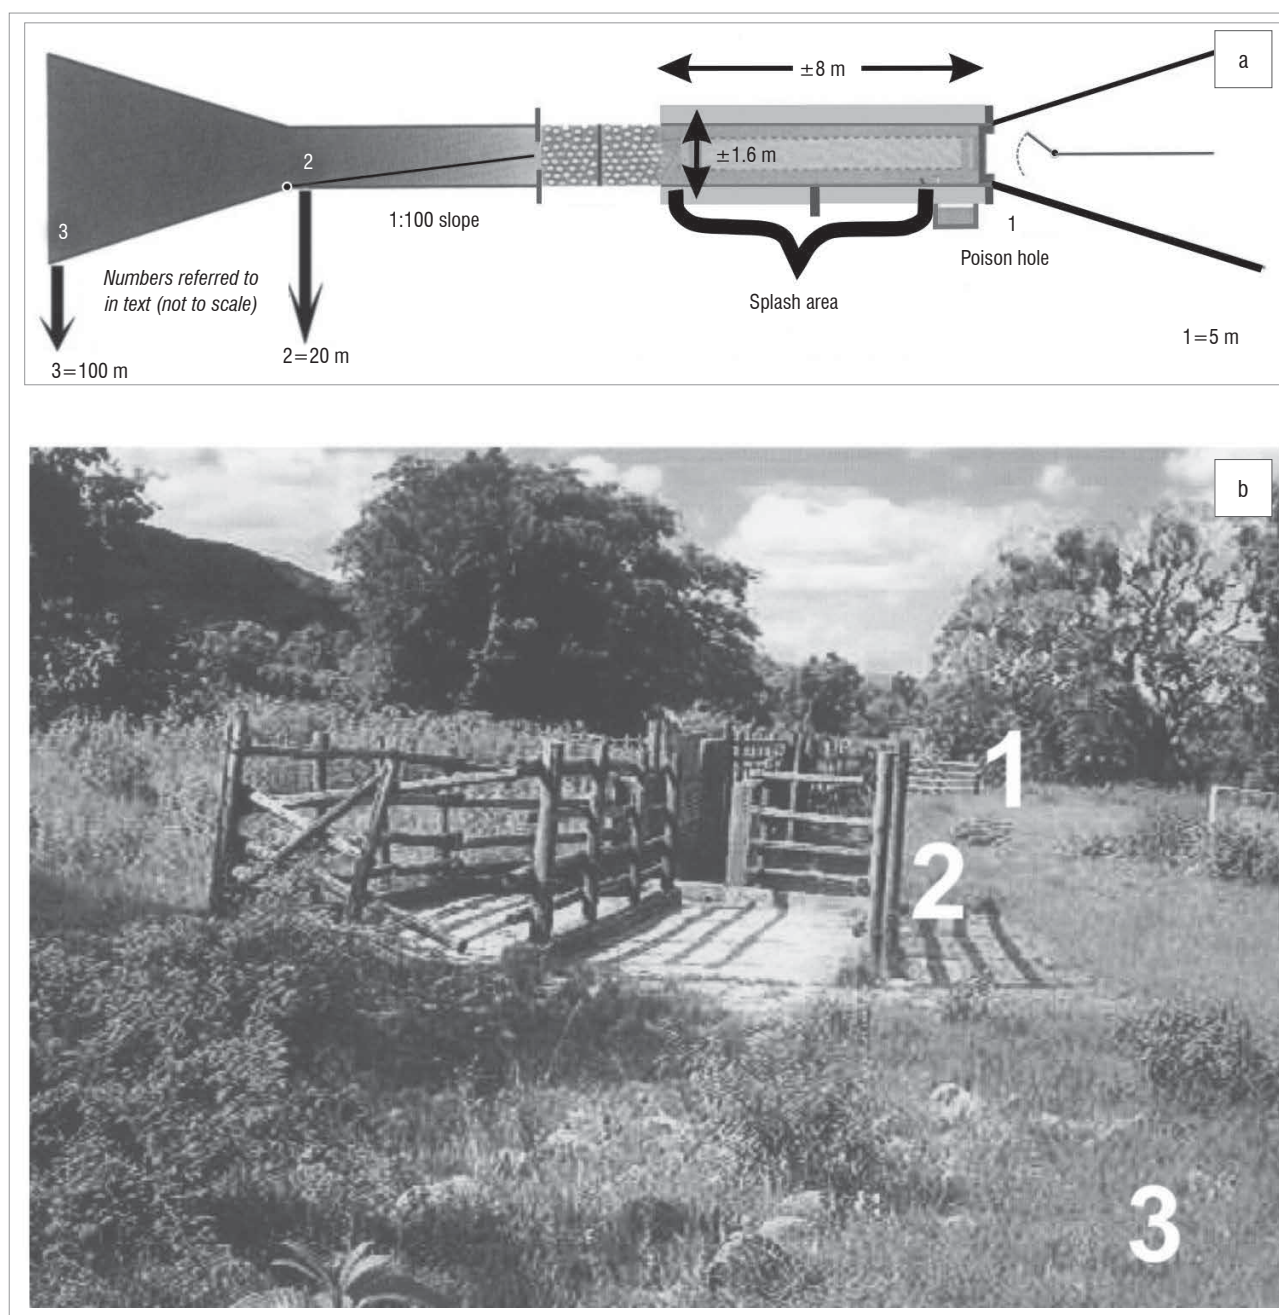 a
±8 m
±1.6 m
2
3
1:100 slope
1
Numbers referred to
in text (not to scale)
Poison hole
Splash area
1=5 m
2=20 m
3=100 m
b
1
2
3